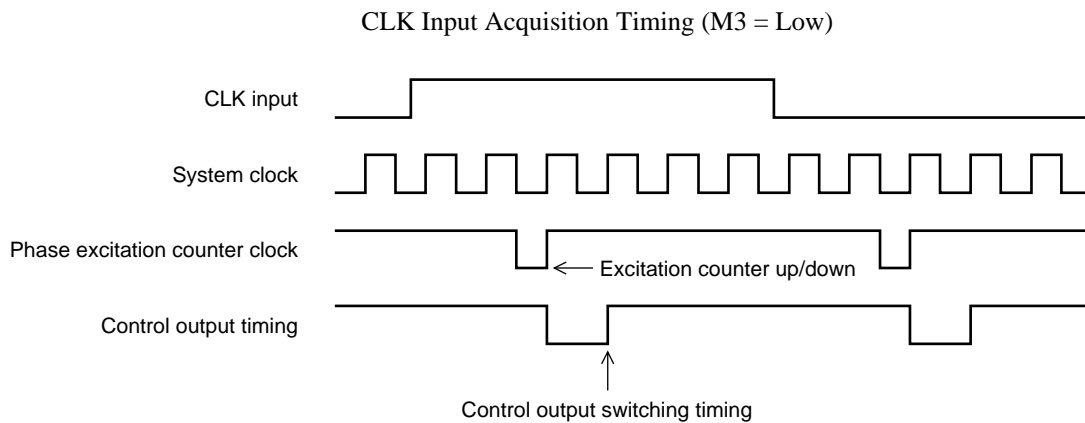 CLK Input Acquisition Timing (M3 = Low)
CLK input
System clock
Phase excitation counter clock
Excitation counter up/down
Control output timing
Control output switching timing